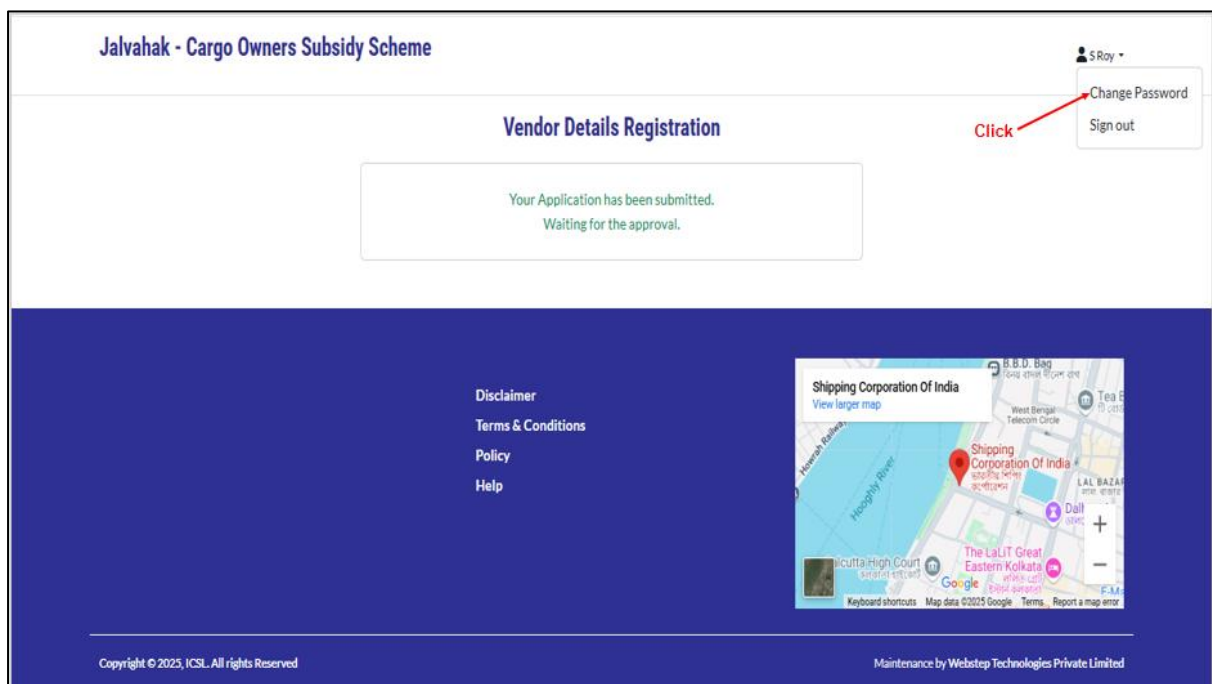 Jalvahak - Cargo Owners Subsidy Scheme
S Roy
Change Password
Sign out
Click
Vendor Details Registration
Your Application has been submitted.
Waiting for the approval.
Disclaimer
Terms & Conditions
Policy
Help
Shipping Corporation Of India
View larger map
B.B.D. Bag
West Bengal
Telecom Circle
Tea
Howrah Railway
Shipping
Corporation Of India
LAL BAZAR
Hooghly River
The LaLiT Great
Eastern Kolkata
Calcutta High Court
Google
Keyboard shortcuts Map data ©2025 Google Terms Report a map error
Copyright © 2025, ICSL. All rights Reserved
Maintenance by Webstep Technologies Private Limited